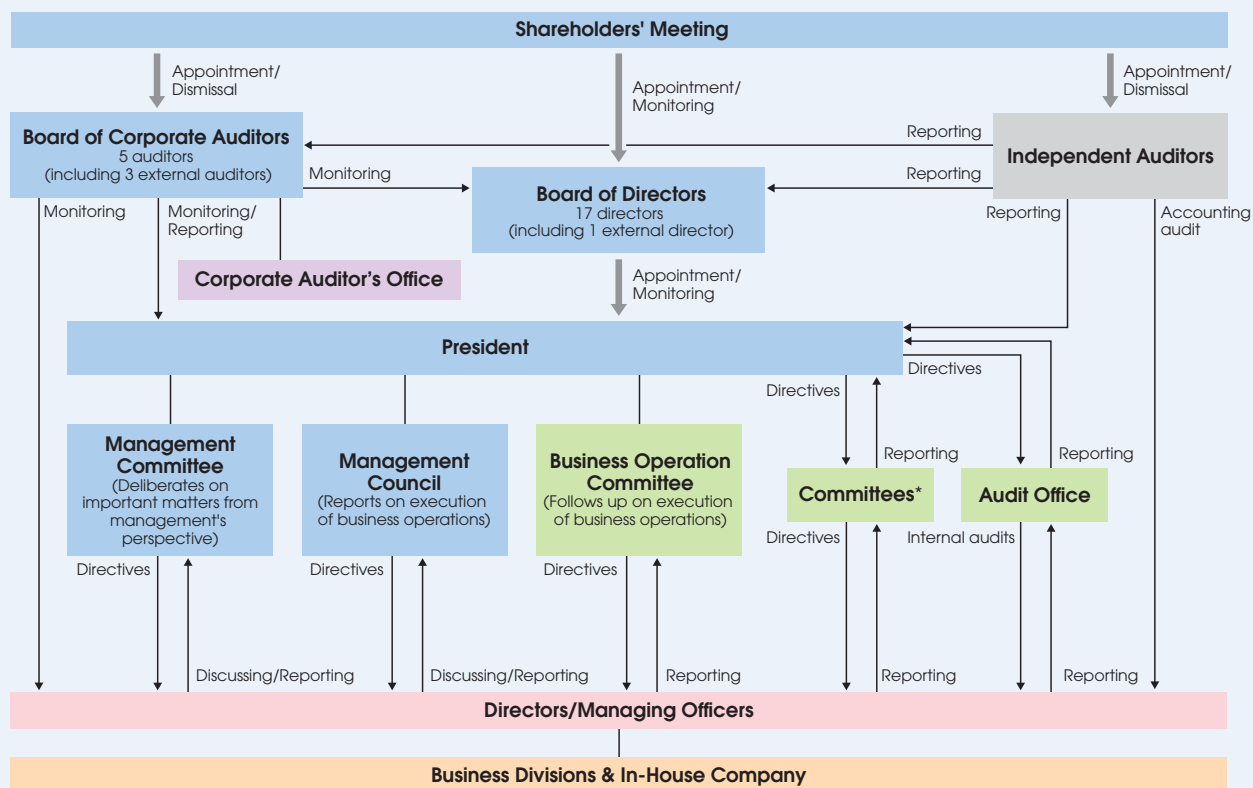 Shareholders' Meeting
Appointment/
Dismissal
Appointment/
Monitoring
Appointment/
Dismissal
Board of Corporate Auditors
5 auditors
(including 3 external auditors)
Reporting
Independent Auditors
Monitoring
Reporting
Board of Directors
17 directors
(including 1 external director)
Monitoring
Monitoring/
Reporting
Reporting
Accounting
audit
Corporate Auditor’s Office
Appointment/
Monitoring
President
Directives
Directives
Reporting
Reporting
Management
Committee
(Deliberates on
important matters from
management's
perspective)
Management
Council
(Reports on execution
of business operations)
Business Operation
Committee
(Follows up on execution
of business operations)
Committees*
Audit Office
Directives
Directives
Directives
Directives
Internal audits
Discussing/Reporting
Discussing/Reporting
Reporting
Reporting
Reporting
Directors/Managing Officers
Business Divisions & In-House Company